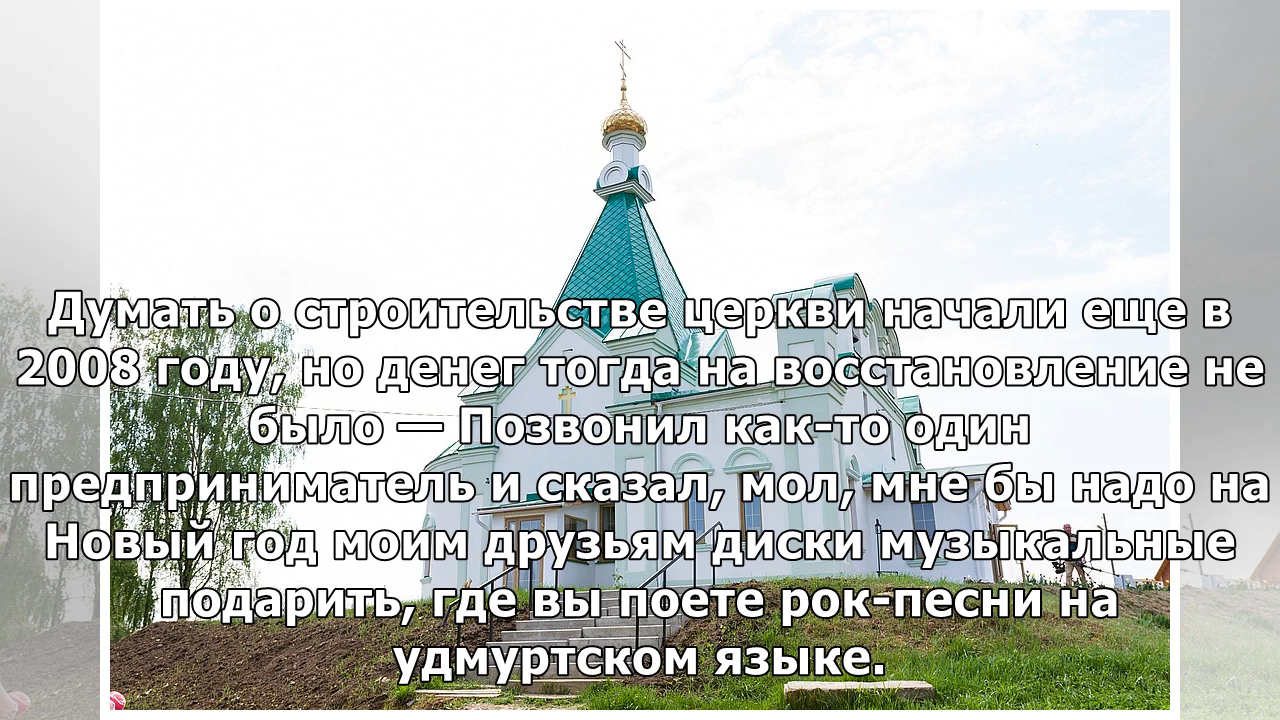 Думать о строительстве церкви начали еще в
2008 году, но денег тогда на восстановление не
было — Позвонил как-то один
предприниматель и сказал, мол, мне бы надо на
Новый год моим друзьям диски музыкальные
подарить, где вы поете рок-песни на
удмуртском языке.